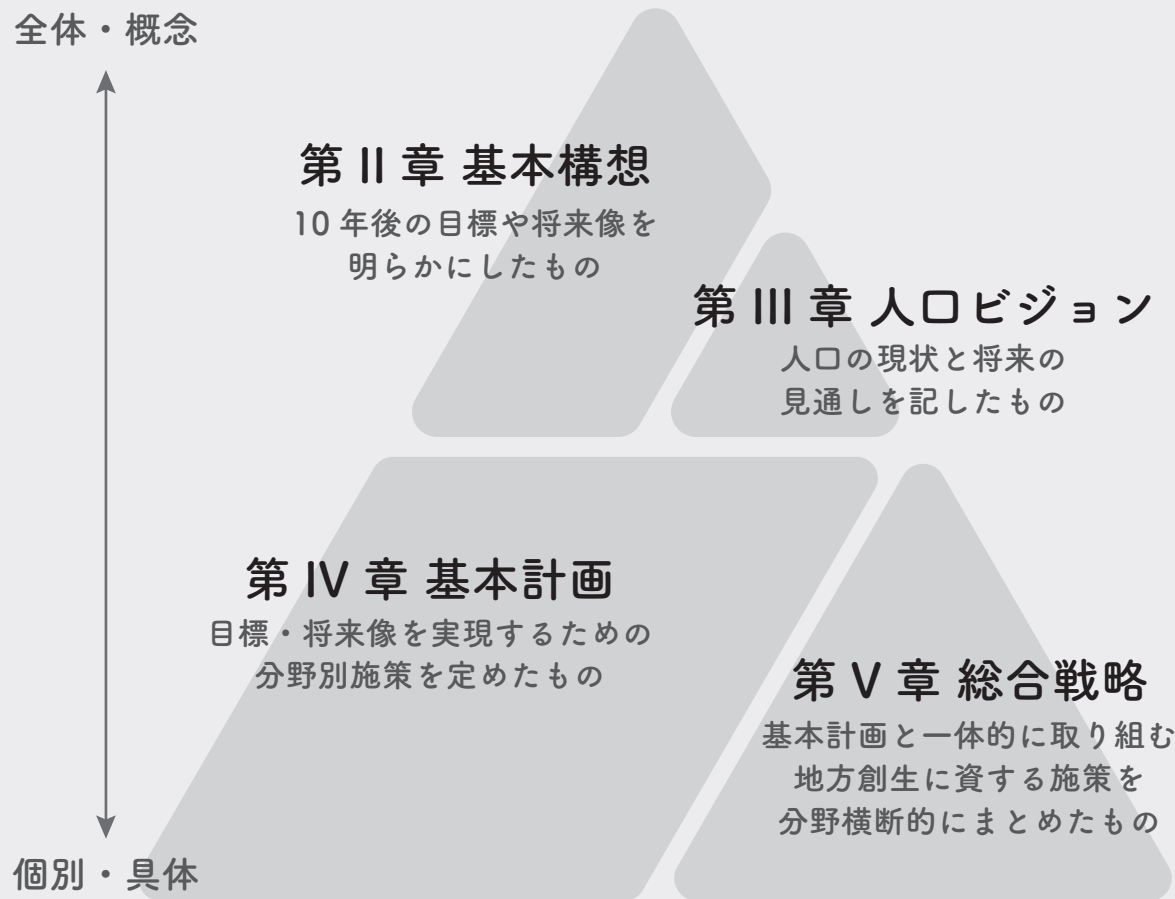 全体・概念
第 II 章 基本構想
10 年後の目標や将来像を
明らかにしたもの
第 III 章 人口ビジョン
人口の現状と将来の
見通しを記したもの
第 IV 章 基本計画
目標・将来像を実現するための
分野別施策を定めたもの
第 V 章 総合戦略
基本計画と一体的に取り組む
地方創生に資する施策を
分野横断的にまとめたもの
個別・具体